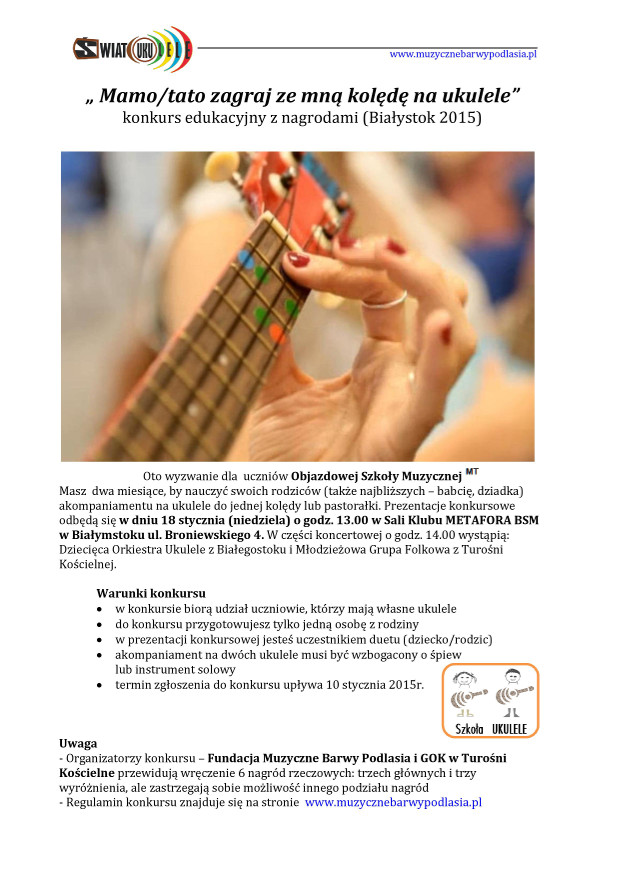 ŚWIAT UKULELE
www.muzycznebarwypodlasia.pl
„ Mamo/tato zagraj ze mną kolędę na ukulele”
konkurs edukacyjny z nagrodami (Białystok 2015)
Oto wyzwanie dla uczniów Objazdowej Szkoły Muzycznej MT
Masz dwa miesiące, by nauczyć swoich rodziców (także najbliższych – babcię, dziadka)
akompaniamentu na ukulele do jednej kolędy lub pastorałki. Prezentacje konkursowe
odbędą się w dniu 18 stycznia (niedziela) o godz. 13.00 w Sali Klubu METAFORA BSM
w Białymstoku ul. Broniewskiego 4. W części koncertowej o godz. 14.00 wystąpią:
Dziecięca Orkiestra Ukulele z Białegostoku i Młodzieżowa Grupa Folkowa z Turośni
Kościelnej.
Warunki konkursu
• w konkursie biorą udział uczniowie, którzy mają własne ukulele
• do konkursu przygotowujesz tylko jedną osobę z rodziny
• w prezentacji konkursowej jesteś uczestnikiem duetu (dziecko/rodzic)
• akompaniament na dwóch ukulele musi być wzbogacony o śpiew
lub instrument solowy
• termin zgłoszenia do konkursu upływa 10 stycznia 2015r.
Szkoła UKULELE
Uwaga
- Organizatorzy konkursu – Fundacja Muzyczne Barwy Podlasia i GOK w Turośni
Kościelne przewidują wręczenie 6 nagród rzeczowych: trzech głównych i trzy
wyróżnienia, ale zastrzegają sobie możliwość innego podziału nagród
- Regulamin konkursu znajduje się na stronie www.muzycznebarwypodlasia.pl